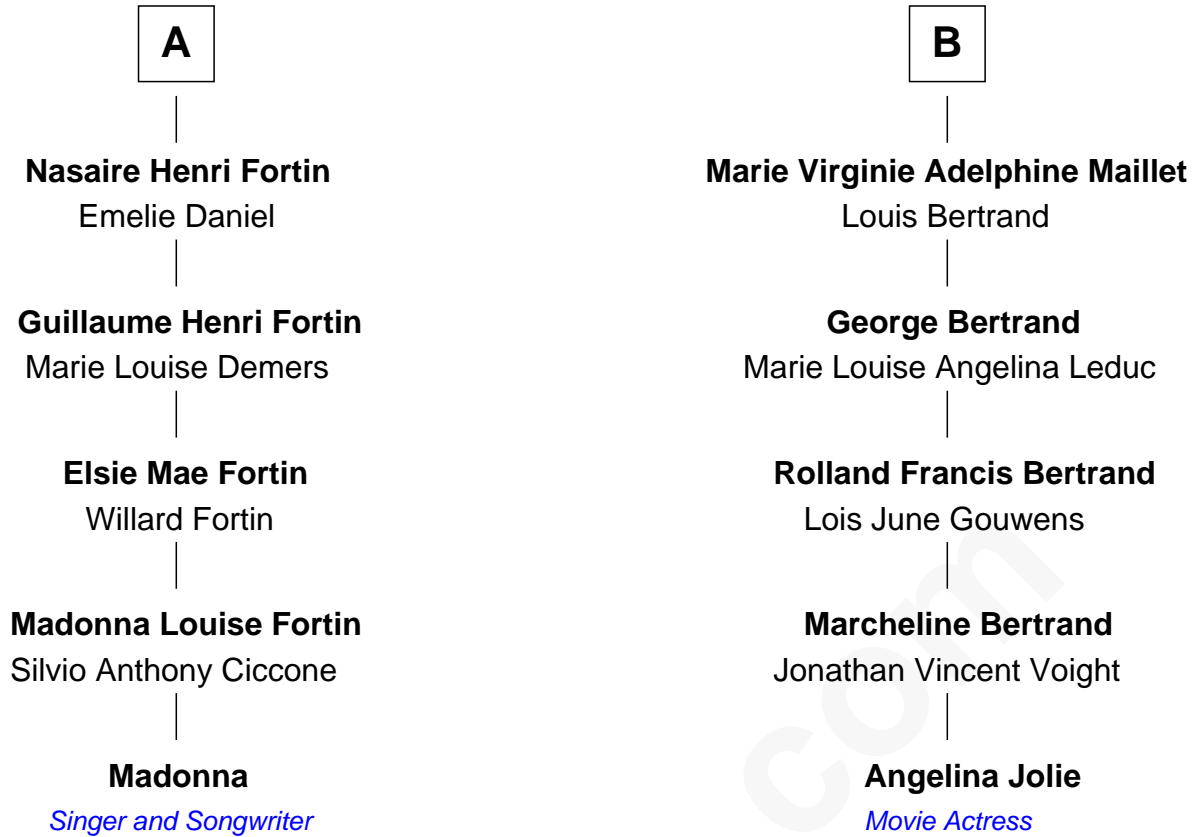 A
Nasaire Henri Fortin
Emelie Daniel
Guillaume Henri Fortin
Marie Louise Demers
Elsie Mae Fortin
Willard Fortin
Madonna Louise Fortin
Silvio Anthony Ciccone
Madonna
Singer and Songwriter
B
Marie Virginie Adelphine Maillet
Louis Bertrand
George Bertrand
Marie Louise Angelina Leduc
Rolland Francis Bertrand
Lois June Gouwens
Marcheline Bertrand
Jonathan Vincent Voight
Angelina Jolie
Movie Actress
com